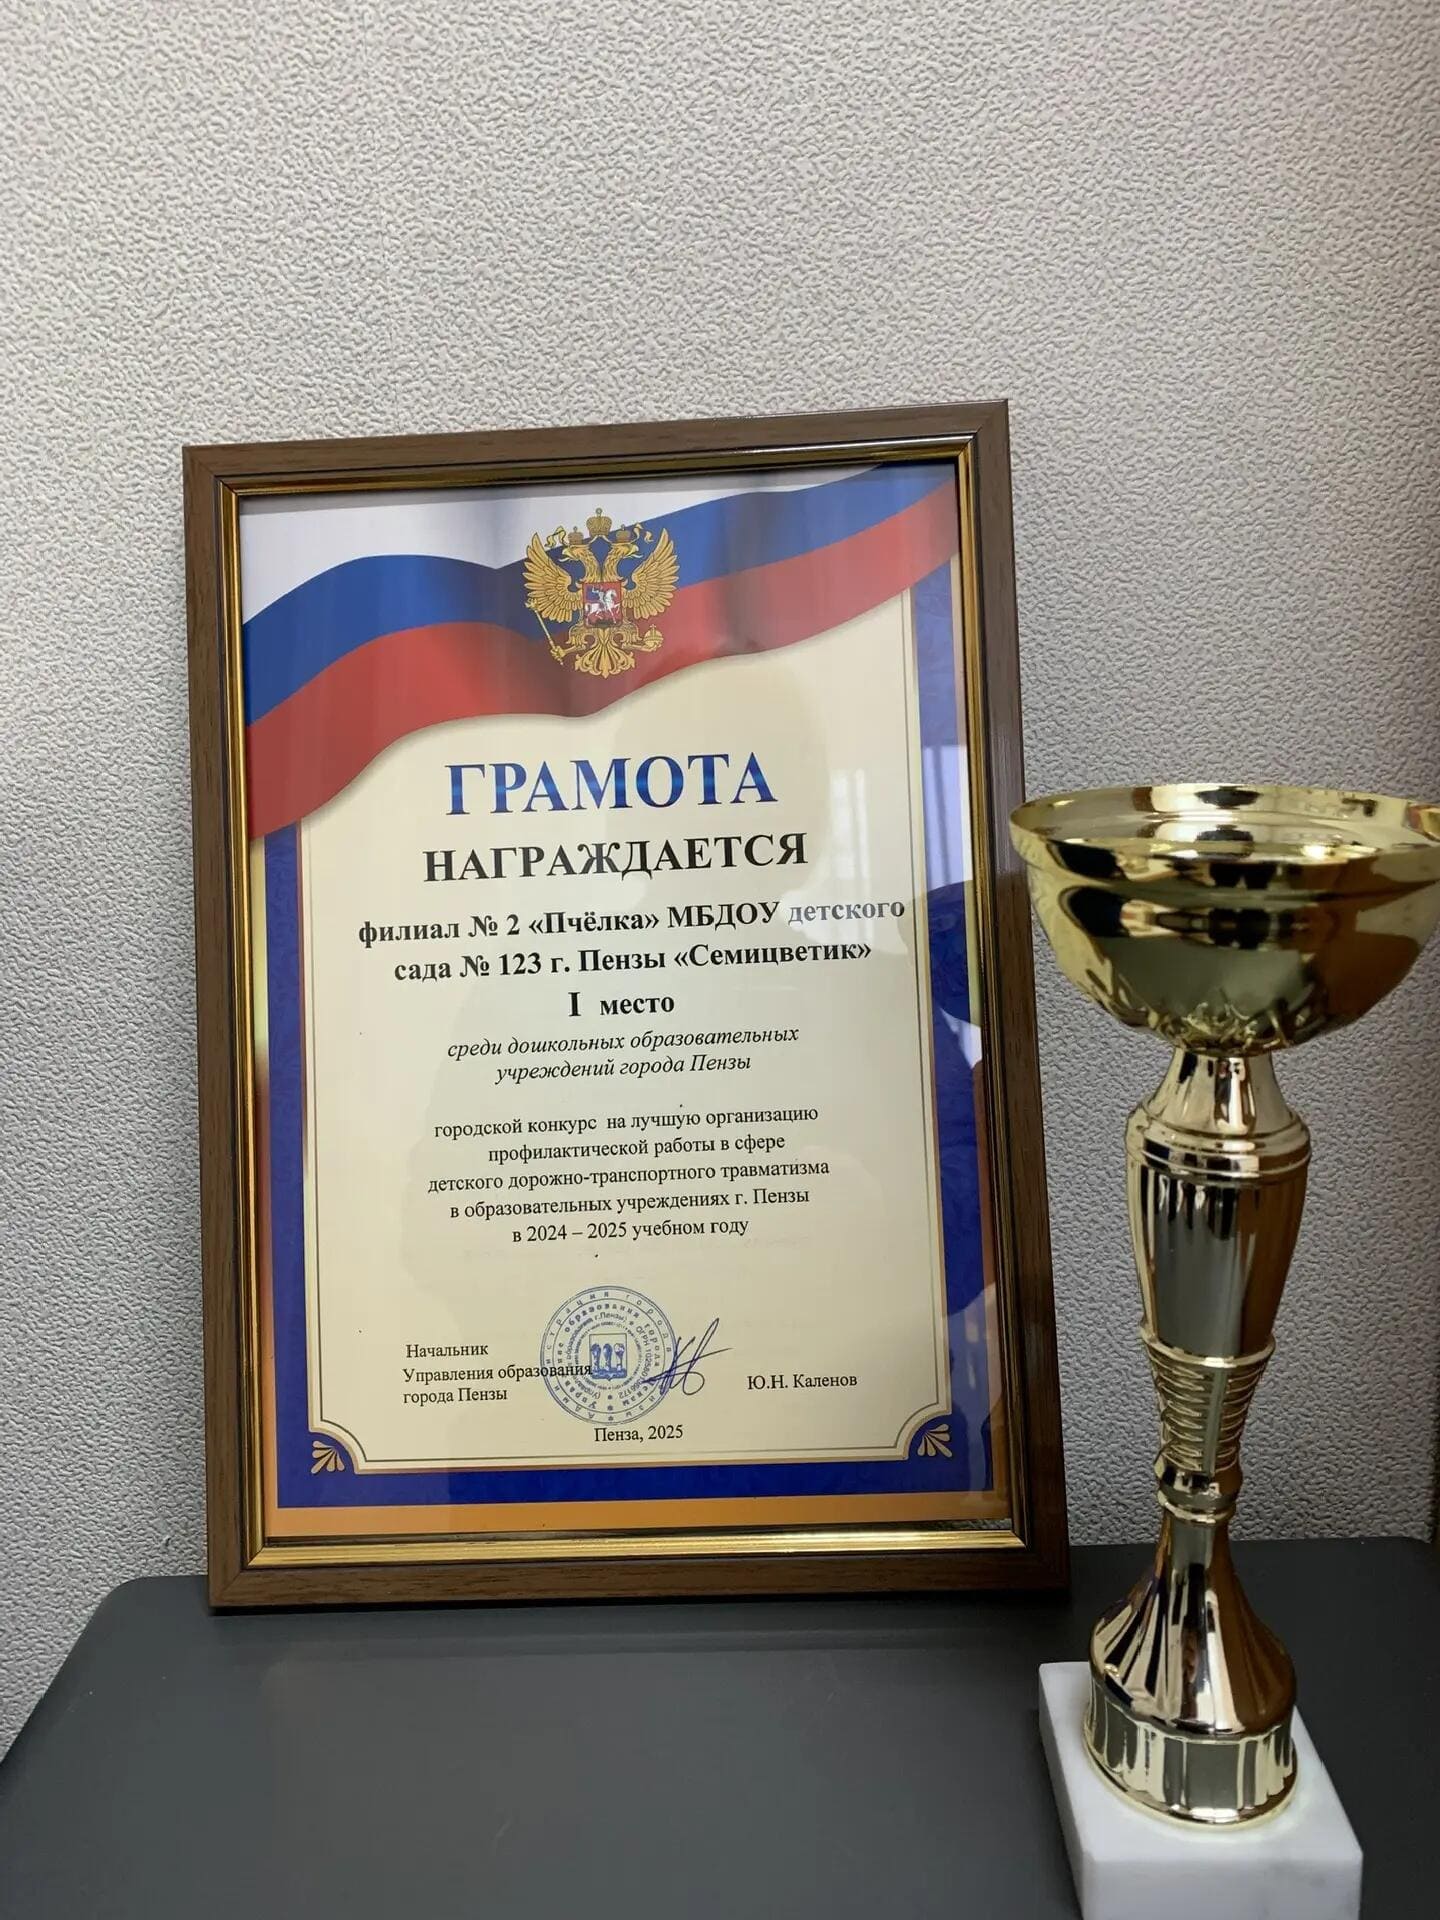 ГРАМОТА
НАГРАЖДАЕТСЯ
филиал № 2 «Пчёлка» МБДОУ детского
сада № 123 г. Пензы «Семицветик»
I место
среди дошкольных образовательных
учреждений города Пензы
городской конкурс на лучшую организацию
профилактической работы в сфере
детского дорожно-транспортного травматизма
в образовательных учреждениях г. Пензы
в 2024 – 2025 учебном году
Начальник
Управления образования
города Пензы
Ю.Н. Каленов
Пенза, 2025